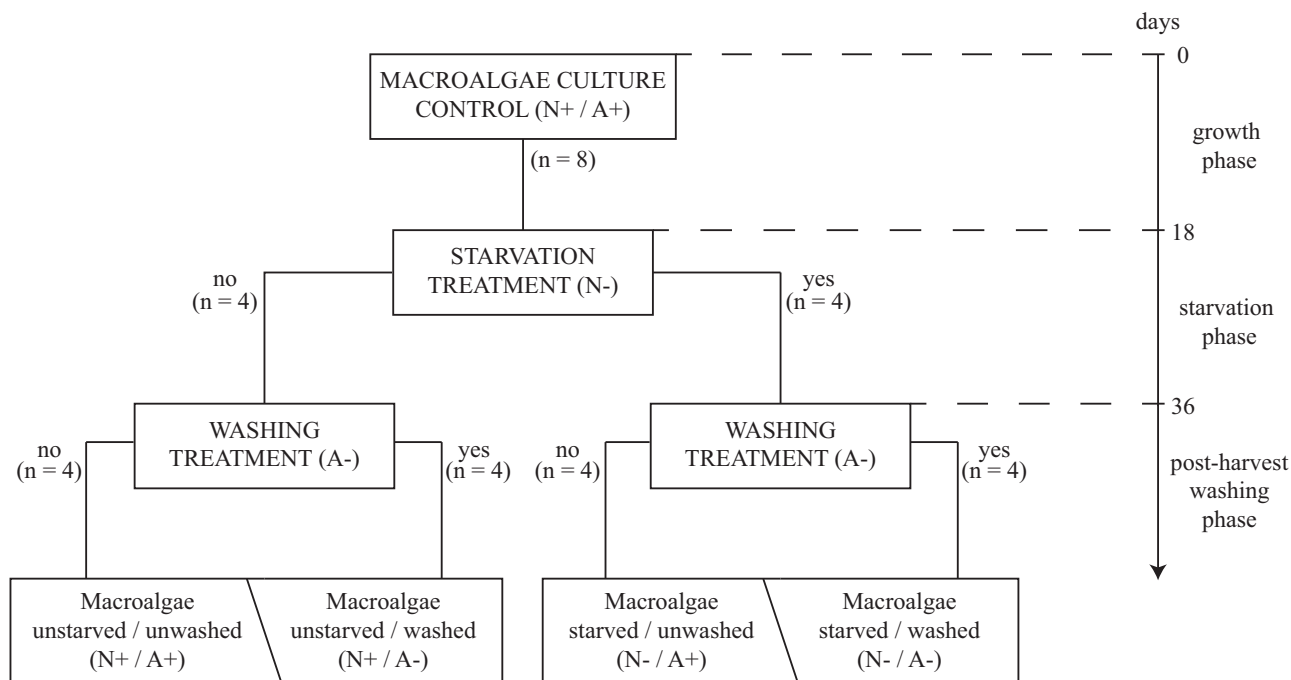 days
0
MACROALGAE CULTURE
CONTROL (N+ / A+)
(n = 8)
growth
phase
18
STARVATION
TREATMENT (N-)
no
(n = 4)
yes
(n = 4)
starvation
phase
36
WASHING
TREATMENT (A-)
no
(n = 4)
yes
(n = 4)
WASHING
TREATMENT (A-)
no
(n = 4)
yes
(n = 4)
post-harvest
washing
phase
Macroalgae
unstarved / unwashed
(N+ / A+)
Macroalgae
unstarved / washed
(N+ / A-)
Macroalgae
starved / unwashed
(N- / A+)
Macroalgae
starved / washed
(N- / A-)